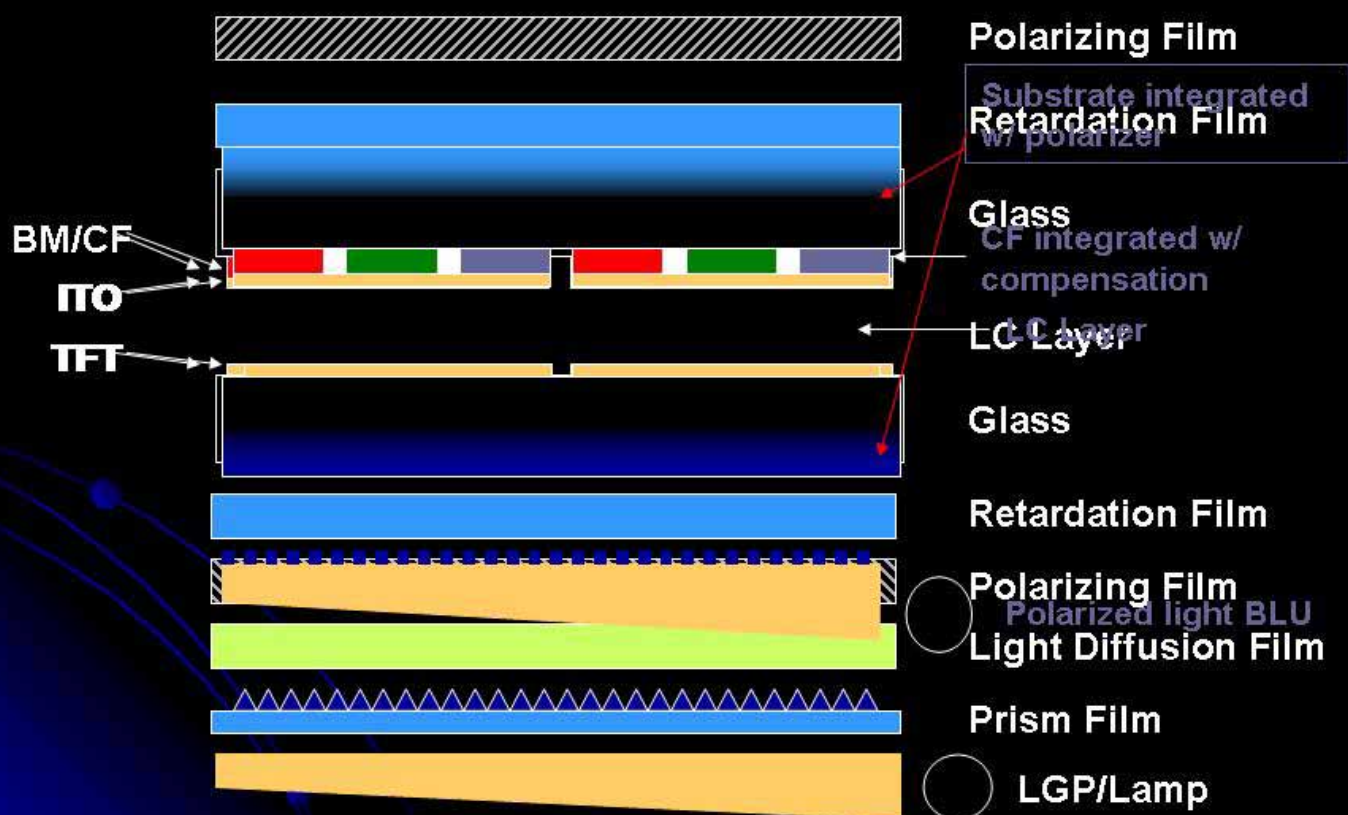 Polarizing Film
Substrate integrated
w/ polarizer
Retardation Film
Glass
BM/CF
CF integrated w/
compensation
ITO
LC Layer
LC Layer
TFT
Glass
Retardation Film
Polarizing Film
Polarized light BLU
Light Diffusion Film
Prism Film
LGP/Lamp